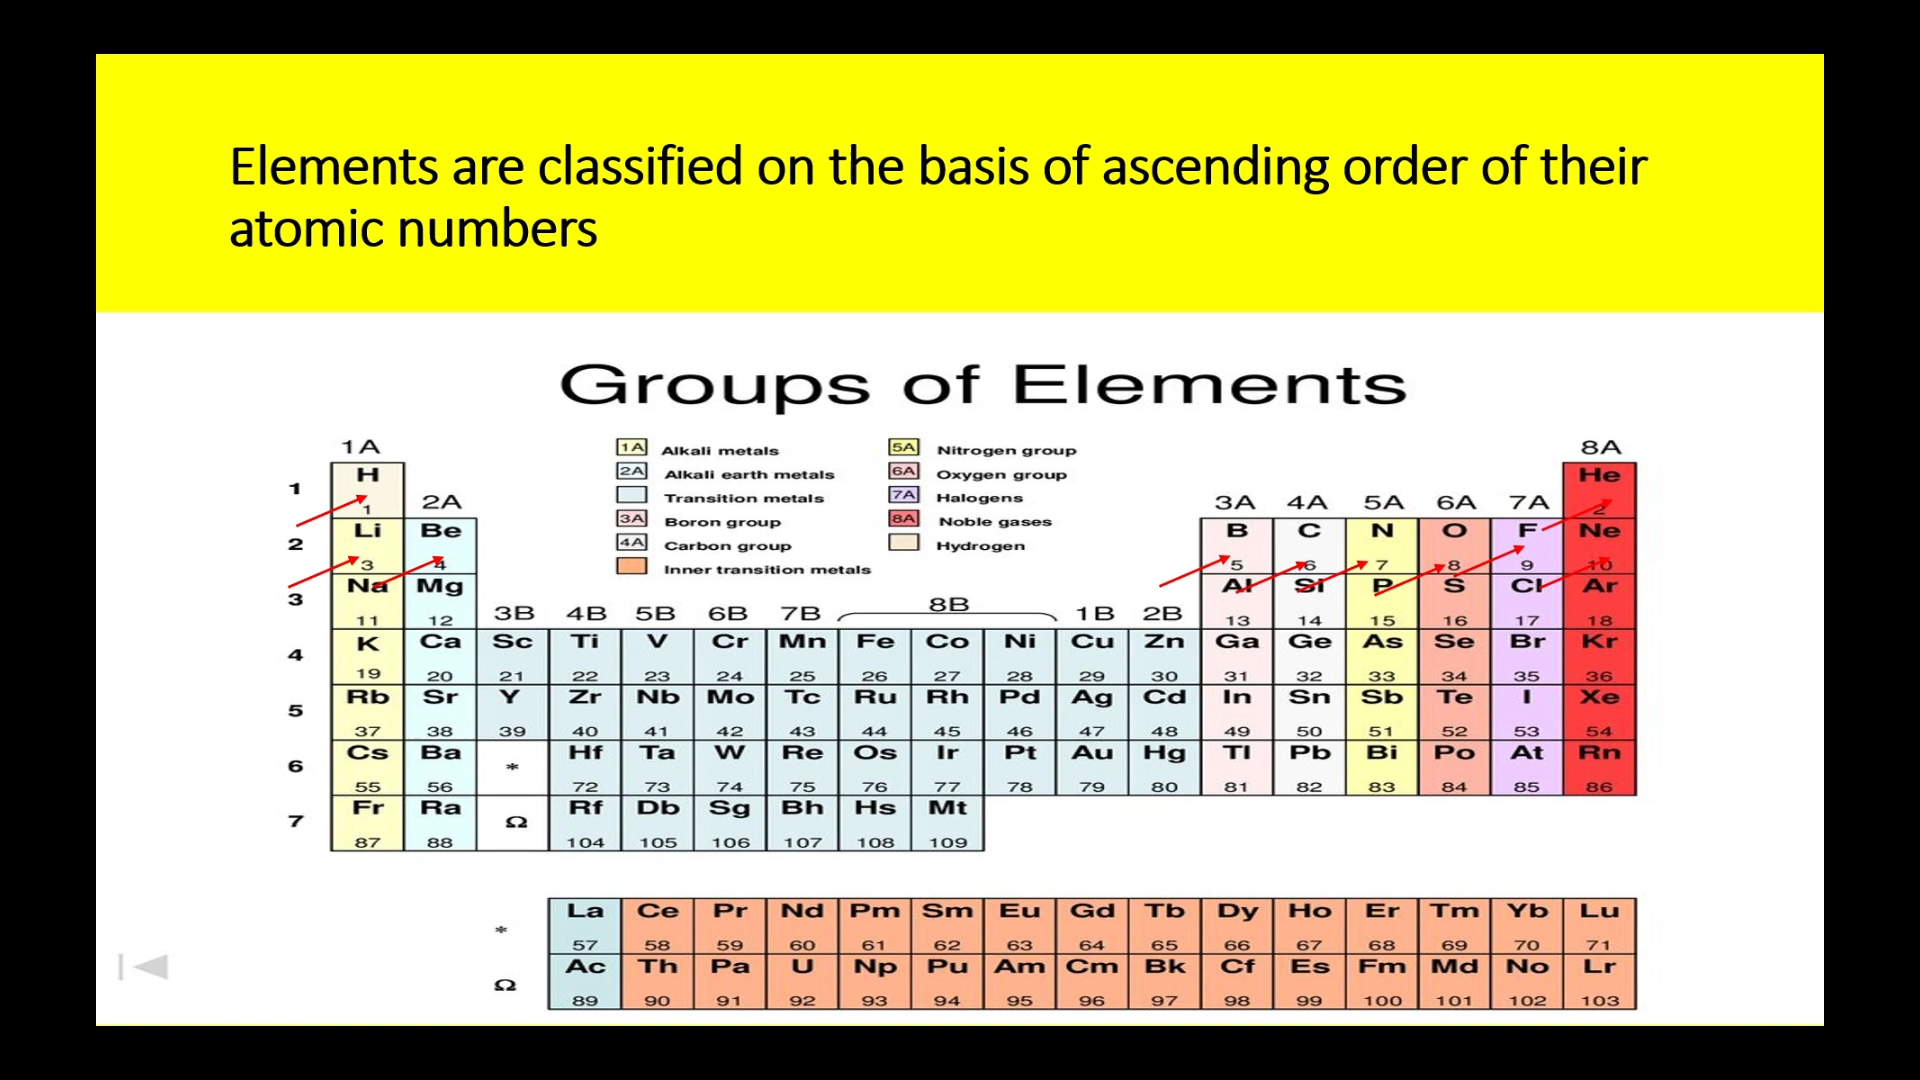 Elements are classified on the basis of ascending order of their
atomic numbers
Groups of Elements
1A 8A
1A Alkali metals 5A Nitrogen group
2A Alkali earth metals 6A Oxygen group
Transition metals 7A Halogens
3A Boron group 8A Noble gases
4A Carbon group Hydrogen
Inner transition metals
1 H He
1 2
2A 3A 4A 5A 6A 7A
2 Li Be B C N O F Ne
3 4 5 6 7 8 9 10
3 Na Mg Al Si P S Cl Ar
11 12 13 14 15 16 17 18
3B 4B 5B 6B 7B 8B 1B 2B
4 K Ca Sc Ti V Cr Mn Fe Co Ni Cu Zn Ga Ge As Se Br Kr
19 20 21 22 23 24 25 26 27 28 29 30 31 32 33 34 35 36
5 Rb Sr Y Zr Nb Mo Tc Ru Rh Pd Ag Cd In Sn Sb Te I Xe
37 38 39 40 41 42 43 44 45 46 47 48 49 50 51 52 53 54
6 Cs Ba * Hf Ta W Re Os Ir Pt Au Hg Tl Pb Bi Po At Rn
55 56 72 73 74 75 76 77 78 79 80 81 82 83 84 85 86
7 Fr Ra Ω Rf Db Sg Bh Hs Mt
87 88 104 105 106 107 108 109
* La Ce Pr Nd Pm Sm Eu Gd Tb Dy Ho Er Tm Yb Lu
57 58 59 60 61 62 63 64 65 66 67 68 69 70 71
Ω Ac Th Pa U Np Pu Am Cm Bk Cf Es Fm Md No Lr
89 90 91 92 93 94 95 96 97 98 99 100 101 102 103